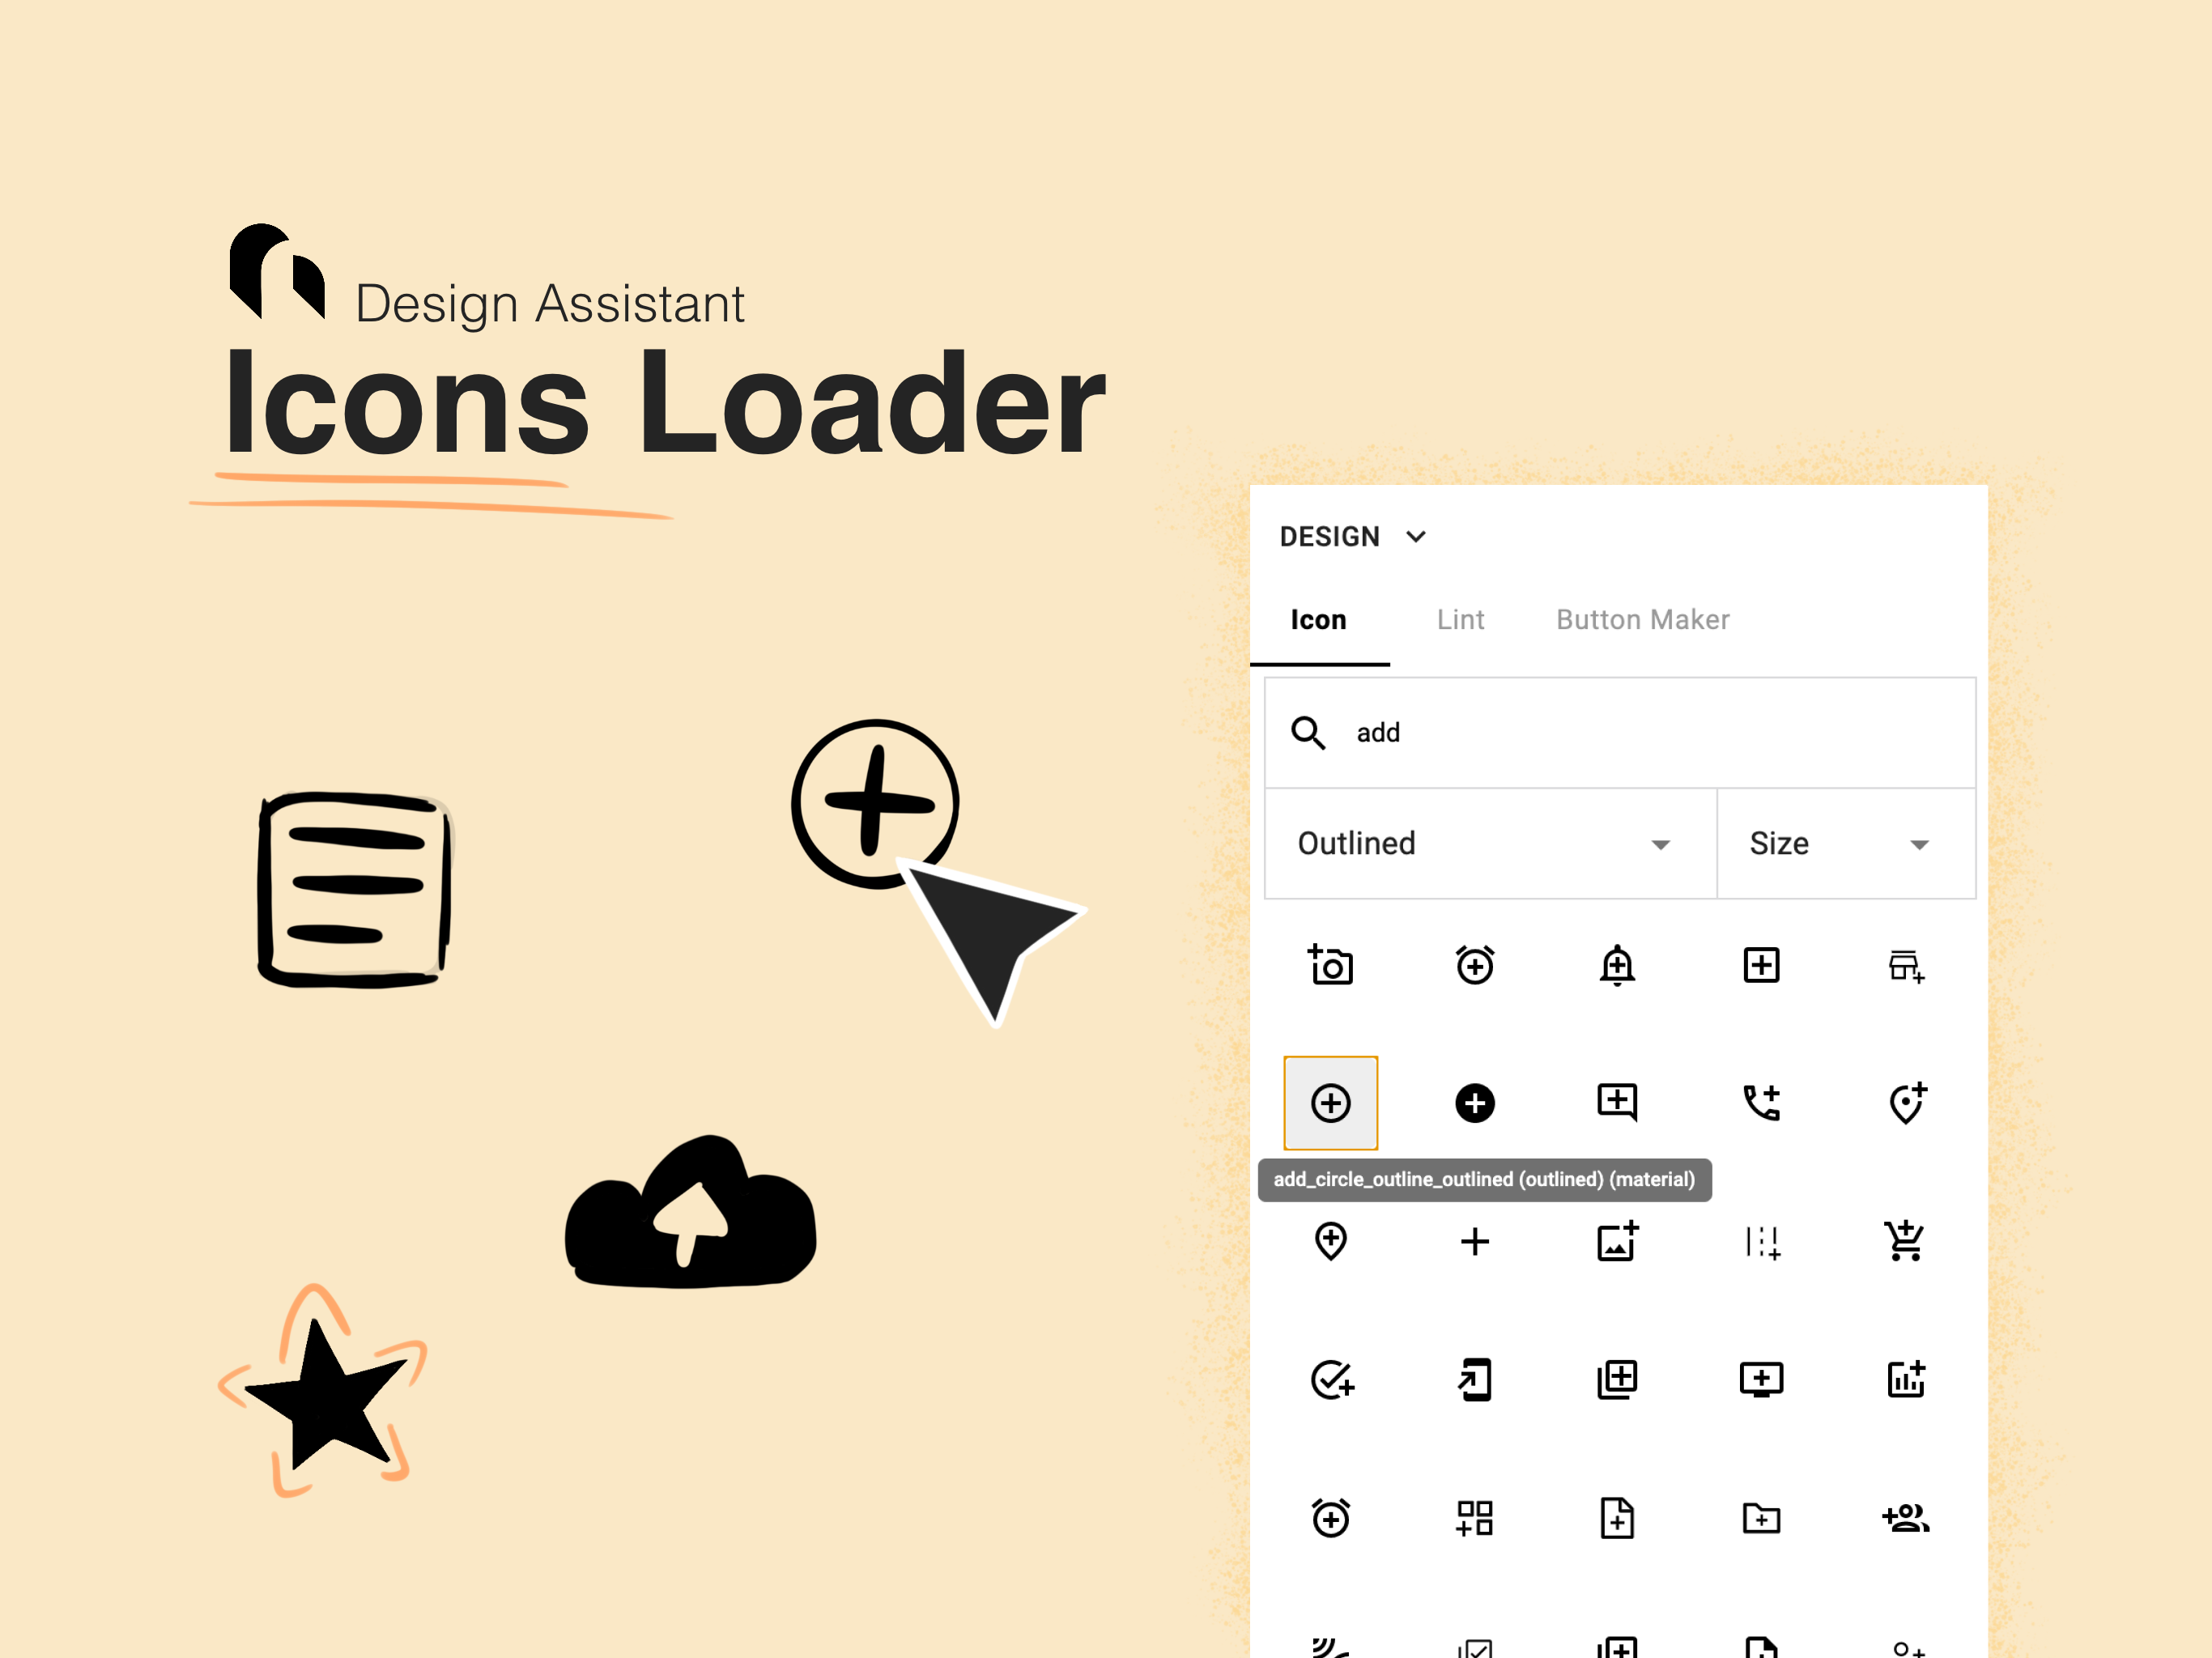 Design Assistant
Icons Loader
DESIGN
Icon Lint Button Maker
add
Outlined Size
add_circle_outline_outlined (outlined) (material)